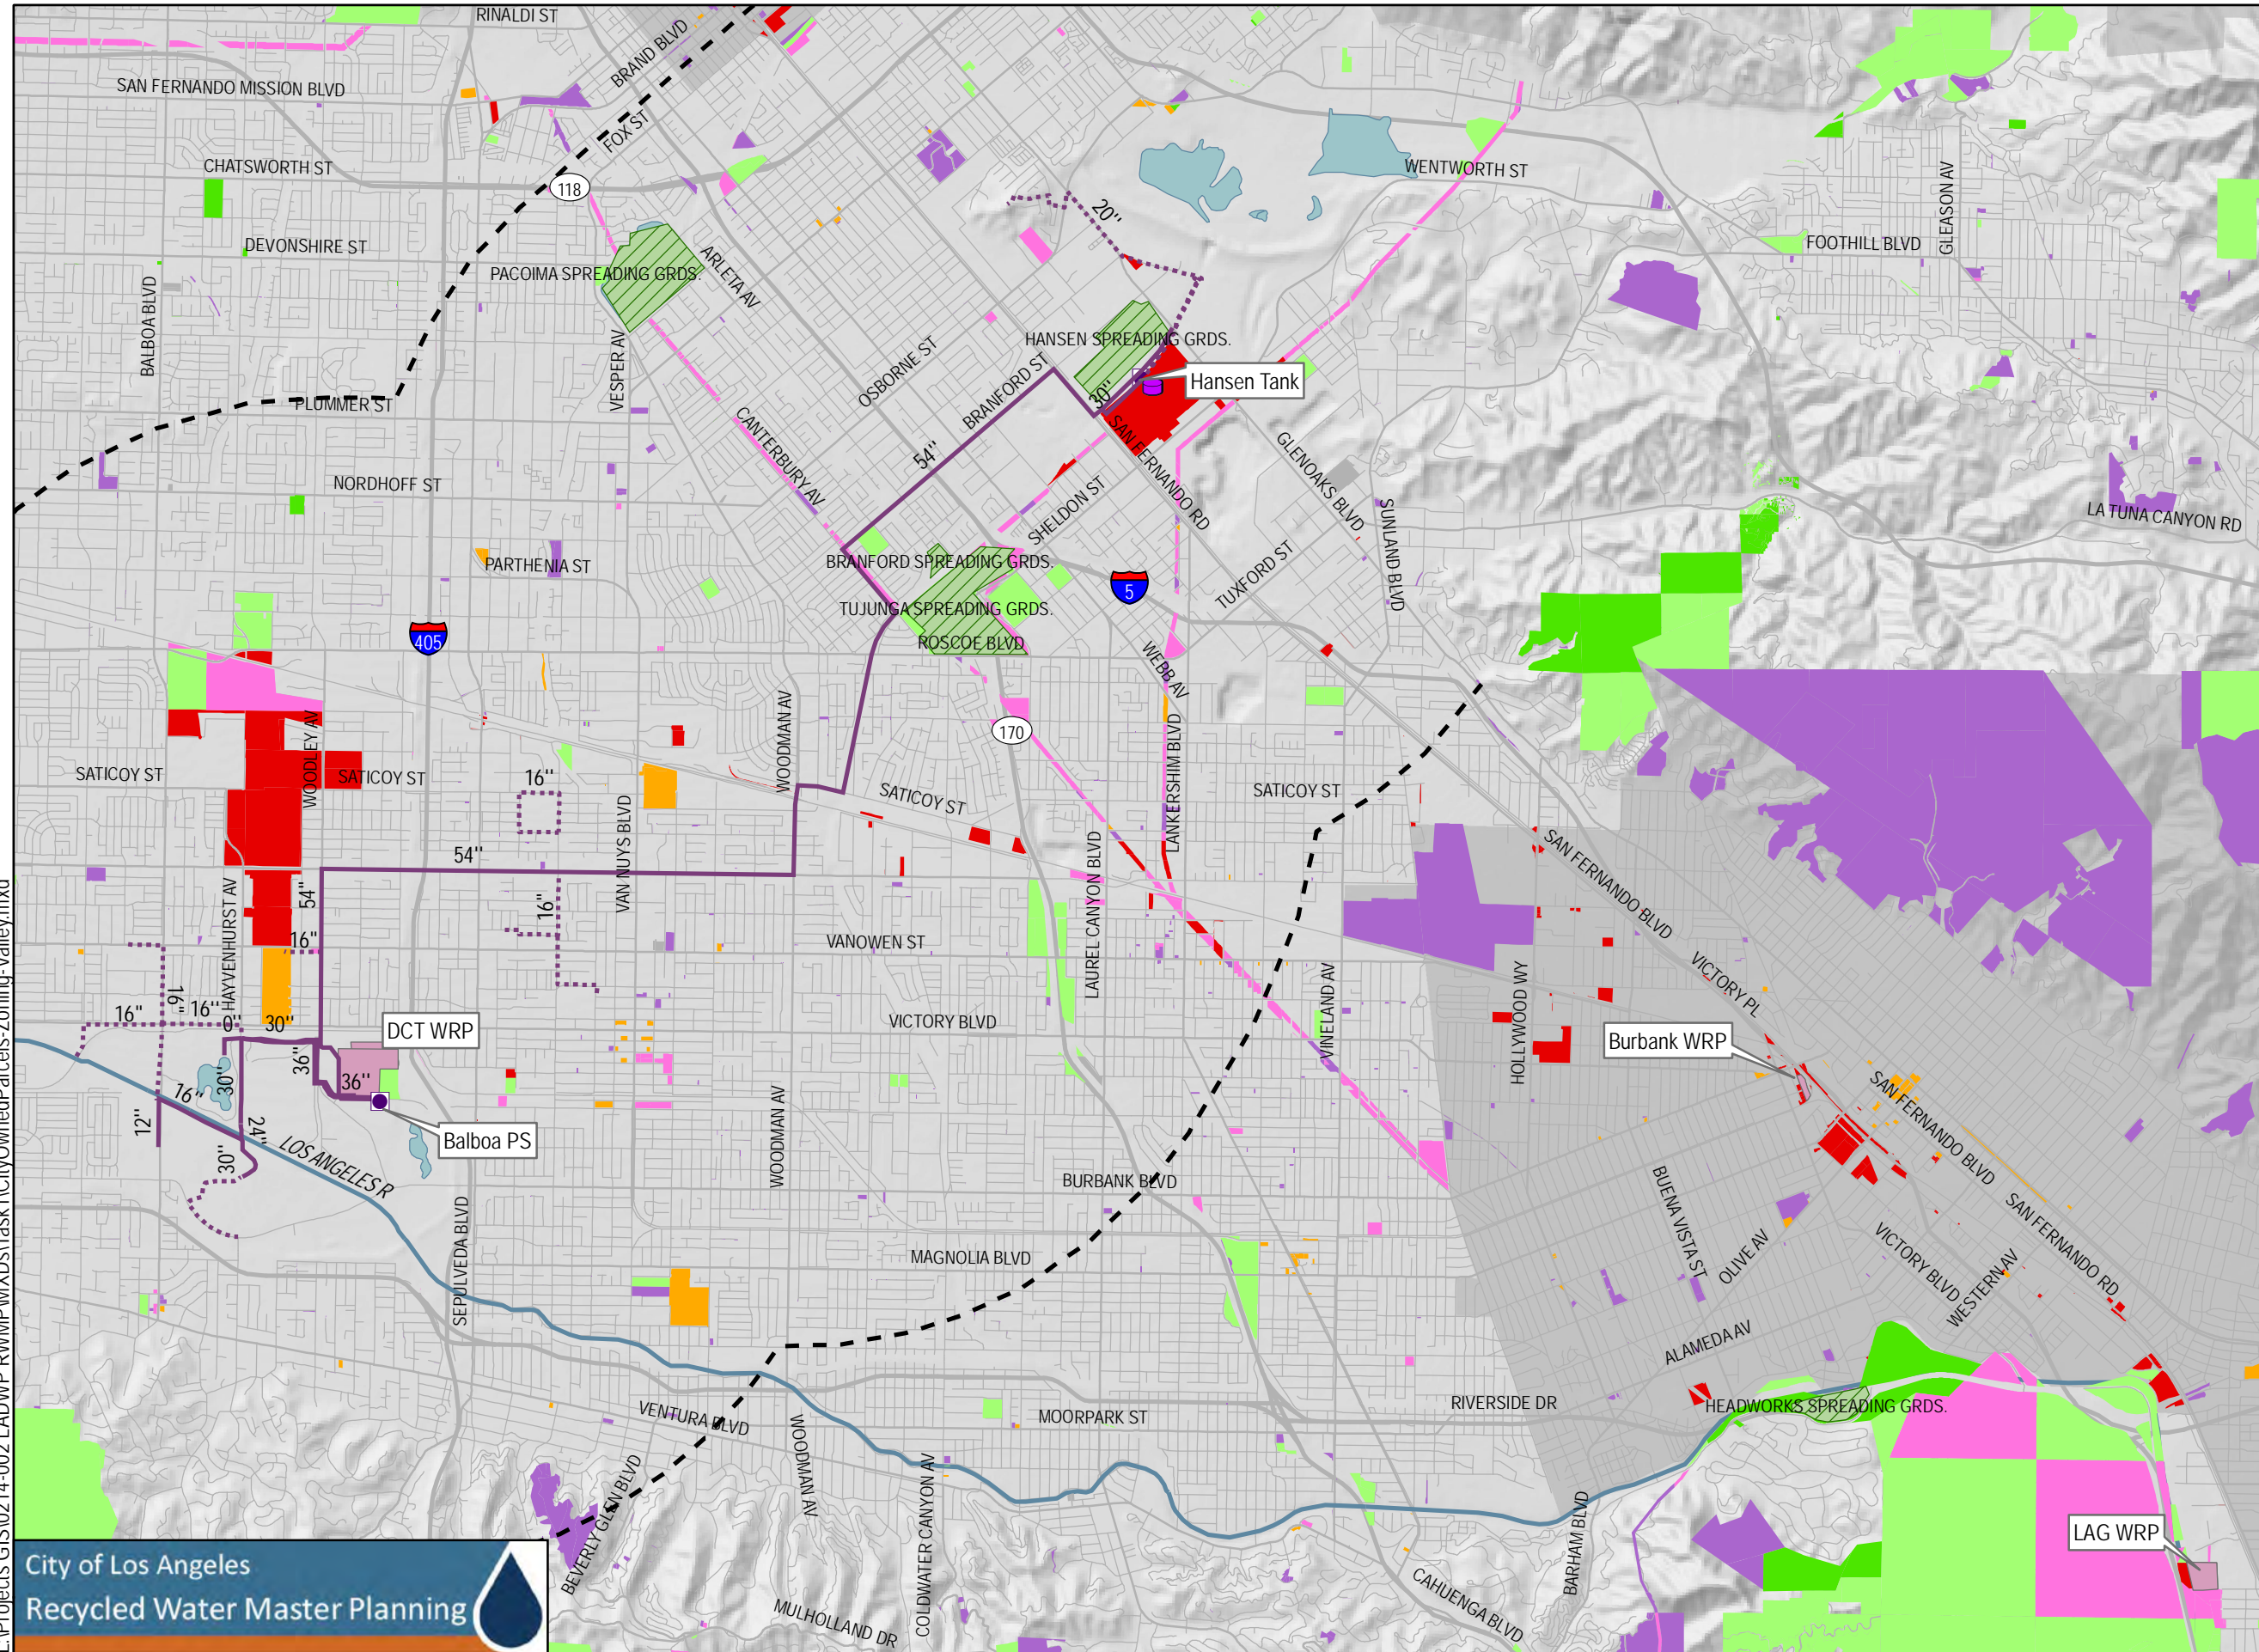 RINALDI ST
BRAND BLVD
SAN FERNANDO MISSION BLVD
FOX ST
CHATSWORTH ST
118
WENTWORTH ST
GLEASON AV
20''
DEVONSHIRE ST
FOOTHILL BLVD
PACOIMA SPREADING GRDS.
ARLETA AV
BALBOA BLVD
VESPER AV
OSBORNE ST
HANSEN SPREADING GRDS.
BRANFORD ST
Hansen Tank
30''
PLUMMER ST
CANTERBURY AV
54''
SAN FERNANDO RD
GLENOAKS BLVD
NORDHOFF ST
SHELDON ST
SUNLAND BLVD
LA TUNA CANYON RD
PARTHENIA ST
BRANFORD SPREADING GRDS.
5
TUXFORD ST
TUJUNGA SPREADING GRDS.
405
ROSCOE BLVD
WEBB AV
WOODLEY AV
WOODMAN AV
170
LANKERSHIM BLVD
SATICOY ST
SATICOY ST
16''
SATICOY ST
SATICOY ST
VAN NUYS BLVD
54''
LAUREL CANYON BLVD
SAN FERNANDO BLVD
HAYVENHURST AV
54''
16''
16''
VANOWEN ST
VICTORY PL
16''
VINELAND AV
HOLLYWOOD WY
16''
16''
30''
DCT WRP
VICTORY BLVD
Burbank WRP
36''
30''
36''
16''
SAN FERNANDO BLVD
12''
24''
Balboa PS
WOODMAN AV
30''
LOS ANGELES R
BURBANK BLVD
BUENA VISTA ST
SEPULVEDA BLVD
MAGNOLIA BLVD
OLIVE AV
VICTORY BLVD
SAN FERNANDO RD
WESTERN AV
ALAMEDA AV
VENTURA BLVD
WOODMAN AV
MOORPARK ST
RIVERSIDE DR
HEADWORKS SPREADING GRDS.
BEVERLY GLEN BLVD
COLDWATER CANYON AV
BARHAM BLVD
LAG WRP
CAHUENGA BLVD
MULHOLLAND DR
City of Los Angeles
Recycled Water Master Planning